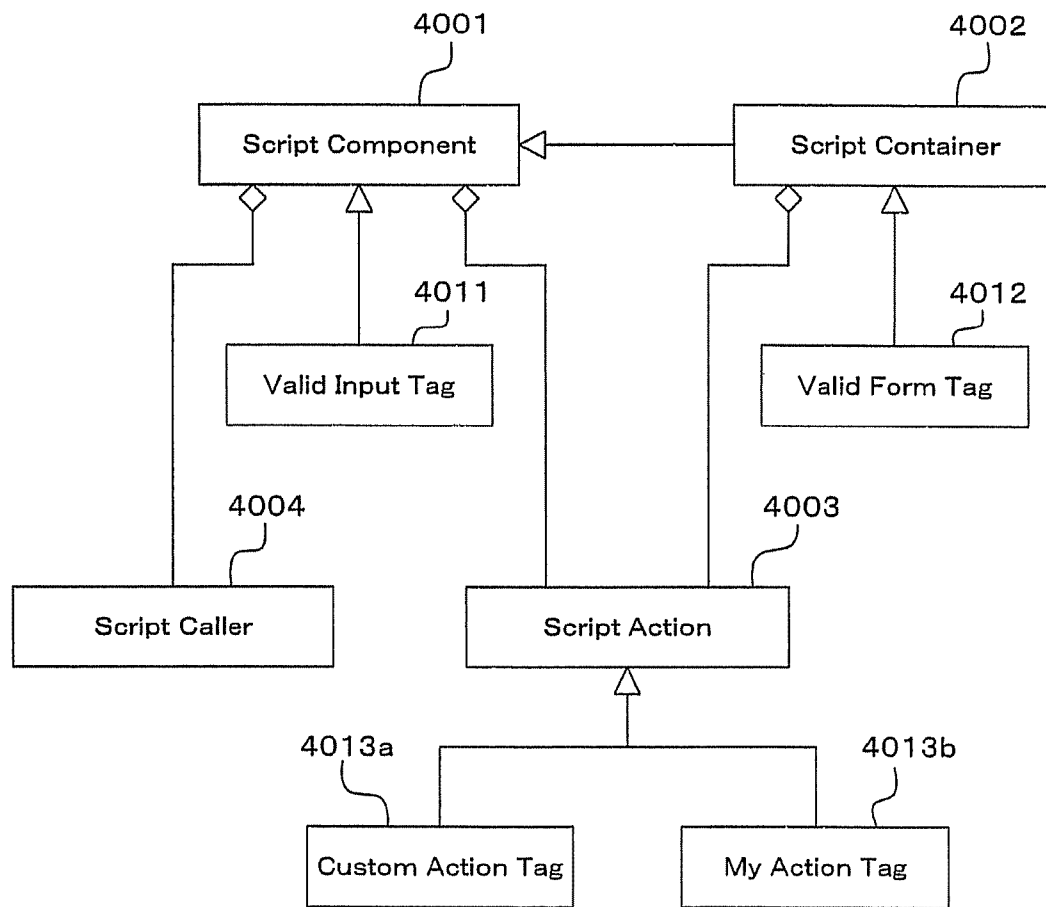 4001
4002
Script Component
Script Container
4011
4012
Valid Input Tag
Valid Form Tag
4004
4003
Script Caller
Script Action
4013a
4013b
Custom Action Tag
My Action Tag